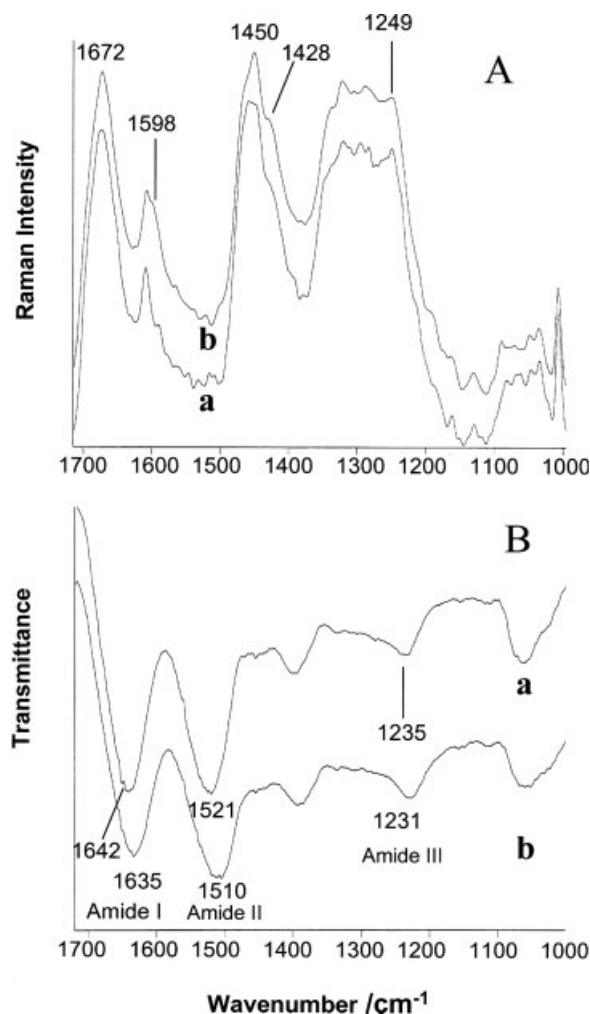 1450
1249
1672
1428
A
1598
Raman Intensity
b
a
1700 1600 1500 1400 1300 1200 1100 1000
B
Transmittance
a
1235
1521
1642
1231
b
1635
1510
Amide III
Amide I
Amide II
1700 1600 1500 1400 1300 1200 1100 1000
Wavenumber /cm⁻¹